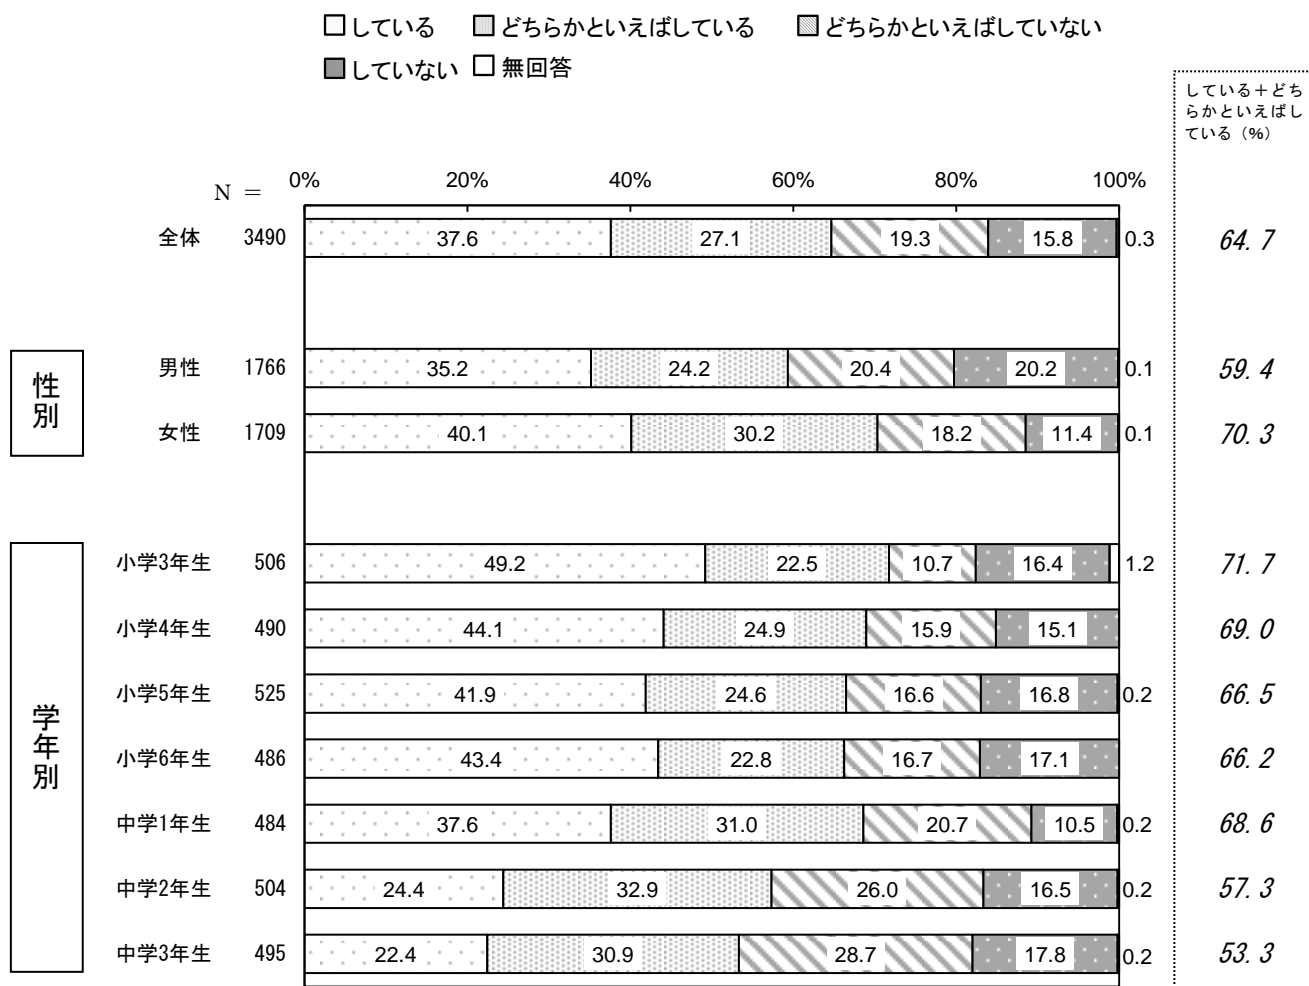 している どちらかといえばしている どちらかといえばしていない
していない 無回答
している＋どち
らかといえばし
ている（%）
N = 0% 20% 40% 60% 80% 100%
全体 3490 37.6 27.1 19.3 15.8 0.3 64.7
性別
男性 1766 35.2 24.2 20.4 20.2 0.1 59.4
女性 1709 40.1 30.2 18.2 11.4 0.1 70.3
学年別
小学3年生 506 49.2 22.5 10.7 16.4 1.2 71.7
小学4年生 490 44.1 24.9 15.9 15.1 69.0
小学5年生 525 41.9 24.6 16.6 16.8 0.2 66.5
小学6年生 486 43.4 22.8 16.7 17.1 66.2
中学1年生 484 37.6 31.0 20.7 10.5 0.2 68.6
中学2年生 504 24.4 32.9 26.0 16.5 0.2 57.3
中学3年生 495 22.4 30.9 28.7 17.8 0.2 53.3